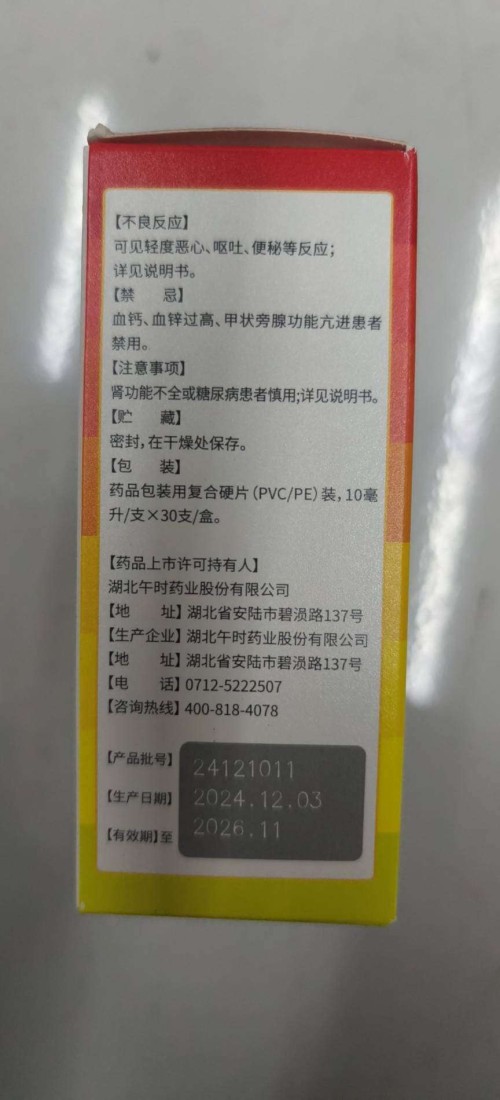 【不良反应】
可见轻度恶心、呕吐、便秘等反应；
详见说明书。
【禁 忌】
血钙、血锌过高、甲状旁腺功能亢进患者
禁用。
【注意事项】
肾功能不全或糖尿病患者慎用;详见说明书。
【贮 藏】
密封,在干燥处保存。
【包 装】
药品包装用复合硬片(PVC/PE)装,10毫
升/支×30支/盒。
【药品上市许可持有人】
湖北午时药业股份有限公司
【地 址】湖北省安陆市碧涢路137号
【生产企业】湖北午时药业股份有限公司
【地 址】湖北省安陆市碧涢路137号
【电 话】0712-5222507
【咨询热线】400-818-4078
【产品批号】 24121011
【生产日期】 2024.12.03
【有效期】至 2026.11